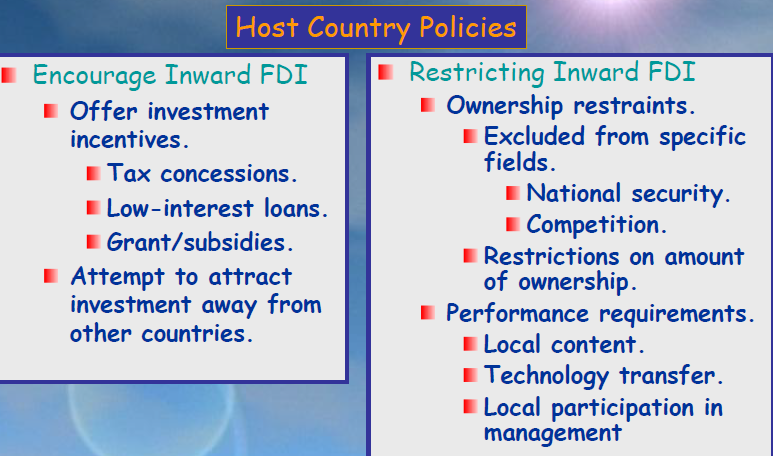 Host Country Policies
Encourage Inward FDI
Offer investment
incentives.
Tax concessions.
Low-interest loans.
Grant/subsidies.
Attempt to attract
investment away from
other countries.
Restricting Inward FDI
Ownership restraints.
Excluded from specific
fields.
National security.
Competition.
Restrictions on amount
of ownership.
Performance requirements.
Local content.
Technology transfer.
Local participation in
management